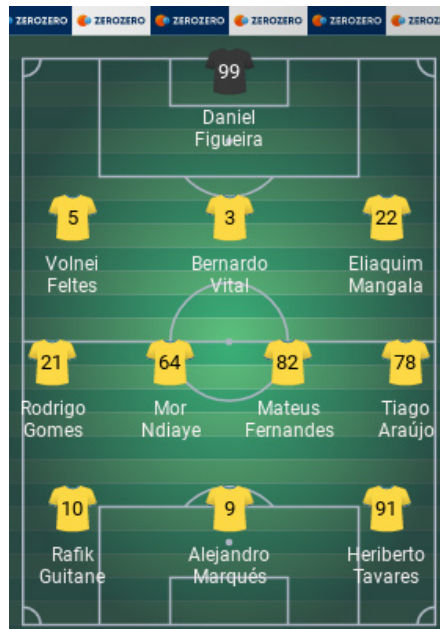 ZEROZERO ZEROZERO ZEROZERO ZEROZERO ZEROZERO ZEROZ
99
Daniel
Figueira
5 3 22
Volnei Bernardo Eliaquim
Feltes Vital Mangala
21 64 82 78
Rodrigo Mor Mateus Tiago
Gomes Ndiaye Fernandes Araújo
10 9 91
Rafik Alejandro Heriberto
Guitane Marqués Tavares